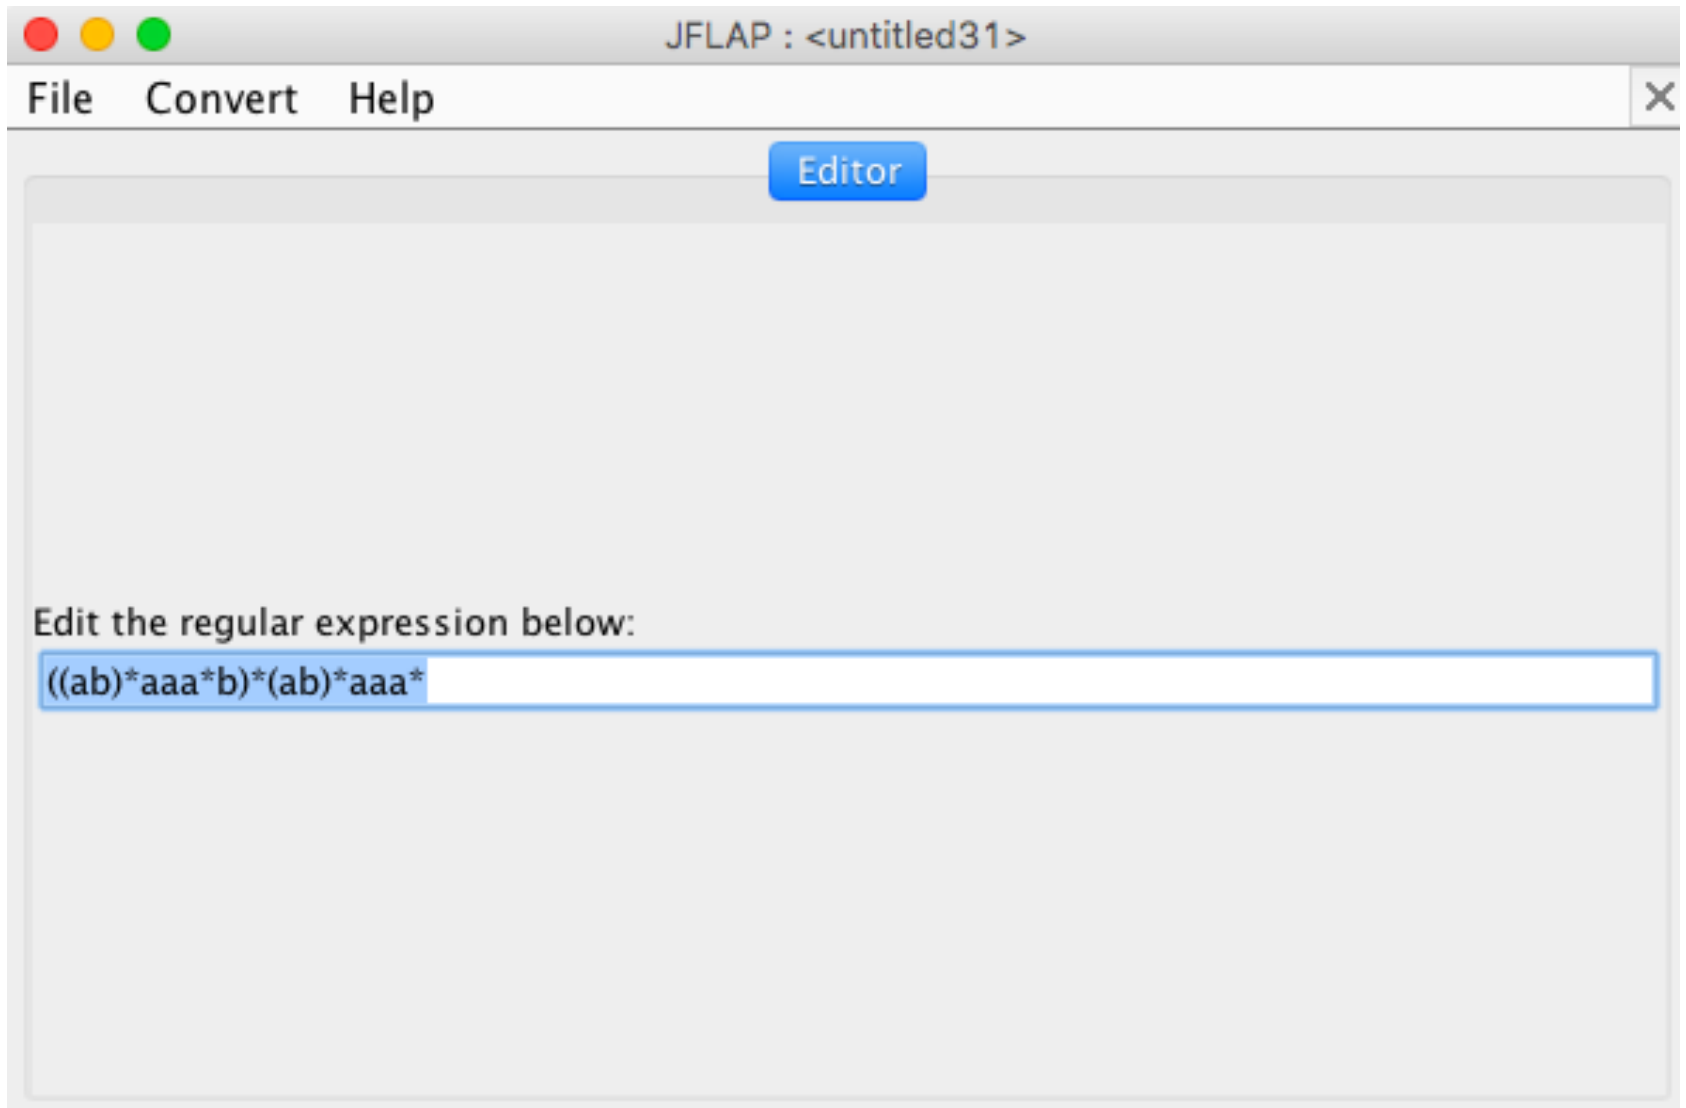 JFLAP : <untitled31>
File Convert Help
Editor
Edit the regular expression below:
((ab)*aaa*b)*(ab)*aaa*